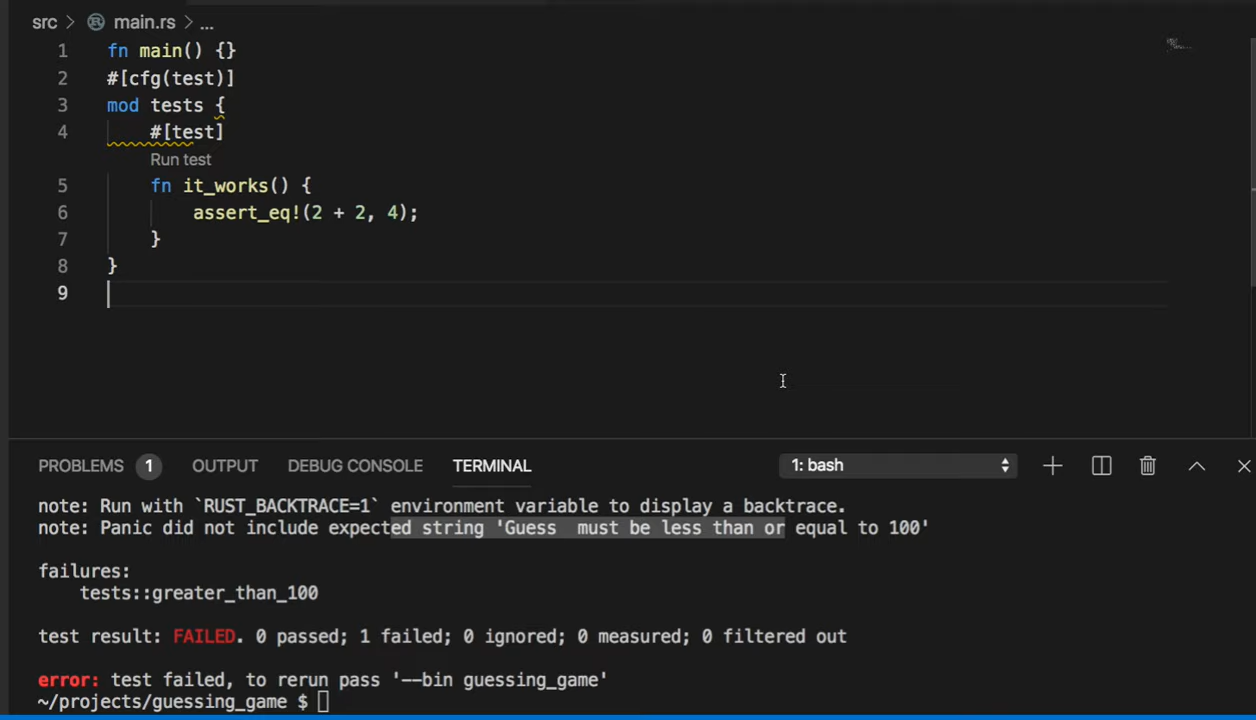 src > main.rs > ...
1 fn main() {}
2 #[cfg(test)]
3 mod tests {
4     #[test]
Run test
5     fn it_works() {
6         assert_eq!(2 + 2, 4);
7     }
8 }
9
PROBLEMS 1 OUTPUT DEBUG CONSOLE TERMINAL 1: bash
note: Run with `RUST_BACKTRACE=1` environment variable to display a backtrace.
note: Panic did not include expected string 'Guess  must be less than or equal to 100'
failures:
    tests::greater_than_100
test result: FAILED. 0 passed; 1 failed; 0 ignored; 0 measured; 0 filtered out
error: test failed, to rerun pass '--bin guessing_game'
~/projects/guessing_game $